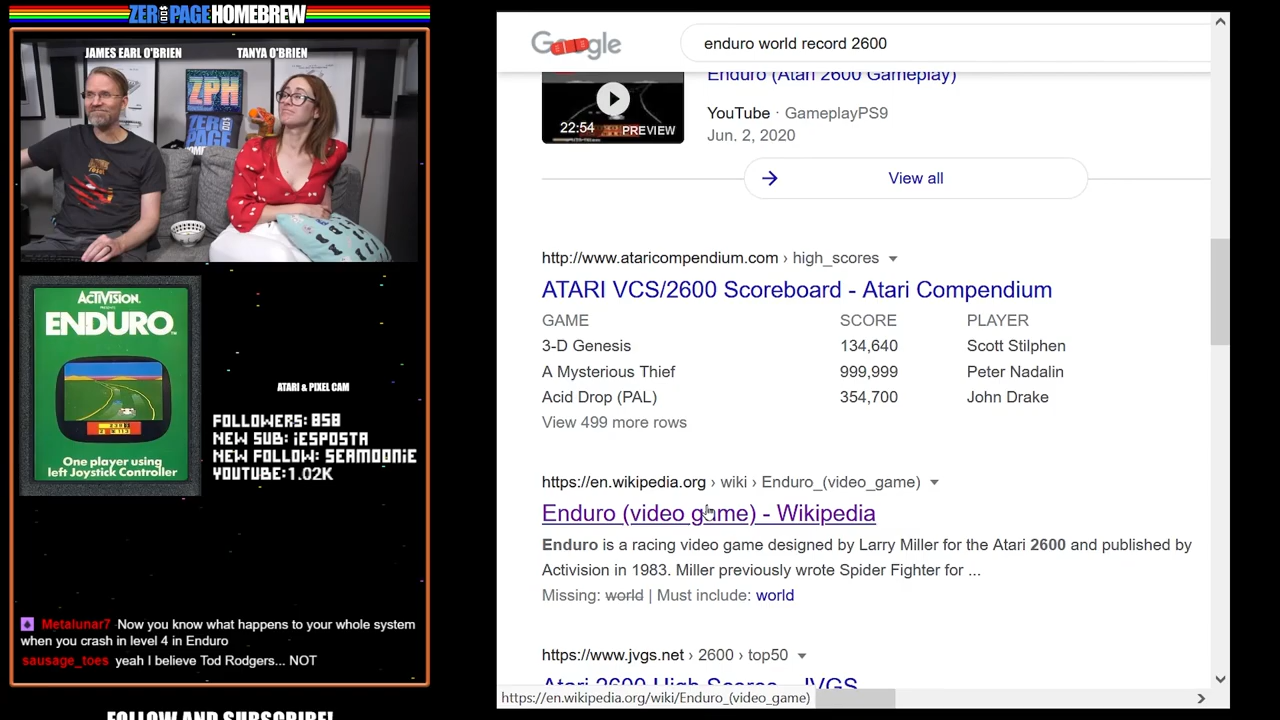 ZER PAGE HOMEBREW
JAMES EARL O'BRIEN
TANYA O'BRIEN
ZPH
ZERO
PAGE
ACTIVISION
ENDURO
One player using
left Joystick Controller
ATARI & PIXEL CAM
FOLLOWERS: 858
NEW SUB: IESPOSTA
NEW FOLLOW: SEAMOONIE
YOUTUBE: 1.02K
Metalunar7 Now you know what happens to your whole system
when you crash in level 4 in Enduro
sausage_toes yeah I believe Tod Rodgers... NOT
FOLLOW AND SUBSCRIBE!
Google
enduro world record 2600
Enduro (Atari 2600 Gameplay)
22:54
PREVIEW
YouTube · GameplayPS9
Jun. 2, 2020
View all
http://www.ataricompendium.com › high_scores
ATARI VCS/2600 Scoreboard - Atari Compendium
GAME SCORE PLAYER
3-D Genesis 134,640 Scott Stilphen
A Mysterious Thief 999,999 Peter Nadalin
Acid Drop (PAL) 354,700 John Drake
View 499 more rows
https://en.wikipedia.org › wiki › Enduro_(video_game)
Enduro (video game) - Wikipedia
Enduro is a racing video game designed by Larry Miller for the Atari 2600 and published by
Activision in 1983. Miller previously wrote Spider Fighter for ...
Missing: world | Must include: world
https://www.jvgs.net › 2600 › top50
Atari 2600 High Scores - JVGS
https://en.wikipedia.org/wiki/Enduro_(video_game)